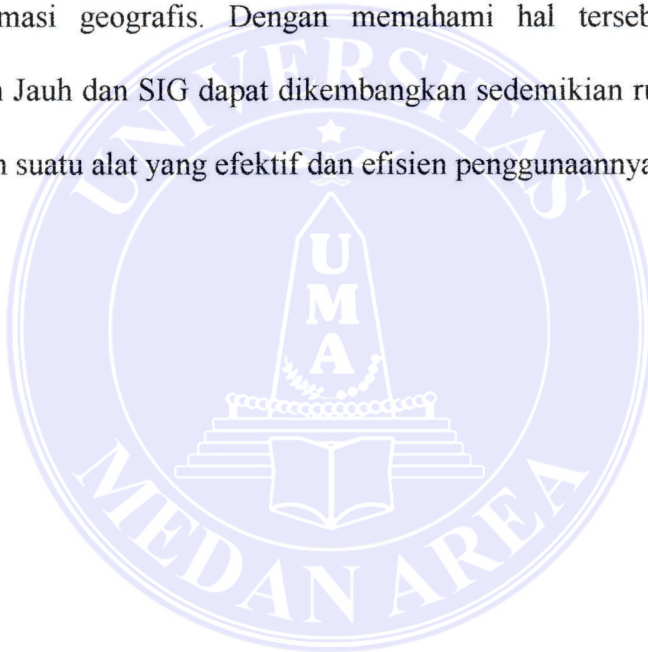 masi geografis. Dengan memahami hal terseb
n Jauh dan SIG dapat dikembangkan sedemikian ru
n suatu alat yang efektif dan efisien penggunaannya
UNIVERSITAS
U
M
A
MEDAN AREA